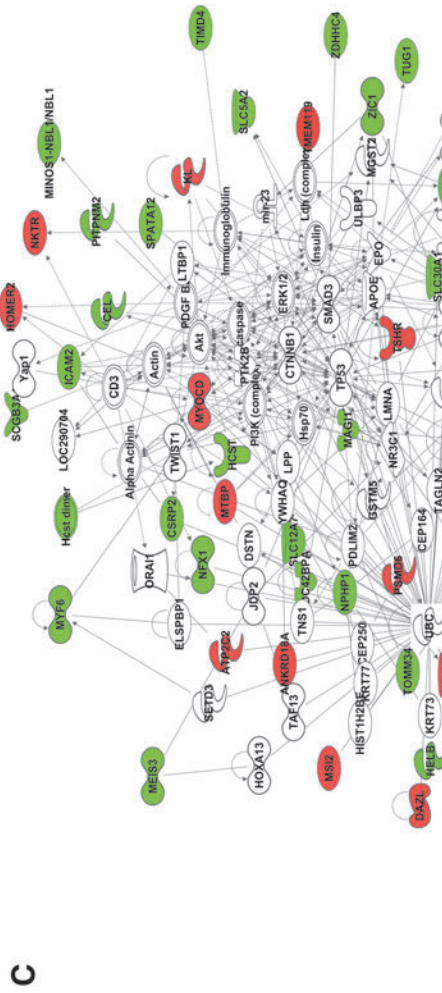 C
TIMD4
ZDHHC4
TUG1
MINOS1-NBL1/NBL1
SLC5A2
ZIC1
TMEM119
MGST2
NKTR
PITPNM2
SPATA12
KL
Immunoglobulin
mir-23
Ldh (complex)
ULBP3
HOMER2
CEL
LTBP1
PDGF B
Insulin
EPO
ERK1/2
SMAD3
APOE
SLC30A1
Yap1
ICAM2
Actin
Akt
caspase
PTK2B
CTNNB1
TSHR
SCGB3A
CD3
MYOCD
PI3K (complex)
TP53
LOC290704
Alpha Actinin
TWIST1
HCST
Hsp70
MAGI1
LMNA
NR3C1
Hcst dimer
CSRP2
MTBP
LPP
YWHAQ
GSTM5
TAGLN2
ORAI1
NFX1
DSTN
SLC12A7
PDLIM2
CEP164
MYF6
ELSPBP1
JDP2
CDC42BPA
NPHP1
PSMD6
ATP2C2
TNS1
CEP250
UBC
SETD3
ANKRD13A
TAF13
KRT77
HIST1H2BE
TOMM34
MEIS3
HOXA13
KRT73
MSI2
HELB
DAZL